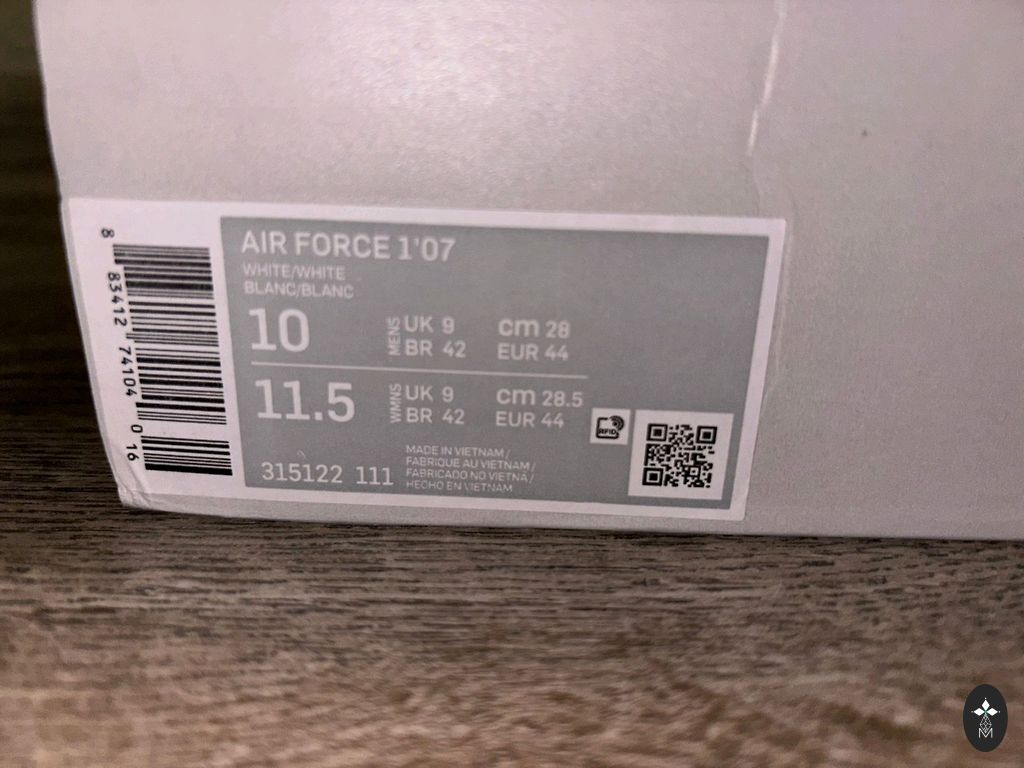 AIR FORCE 1'07
WHITE/WHITE
BLANC/BLANC
10
MENS
UK 9 cm 28
BR 42 EUR 44
11.5
WMNS
UK 9 cm 28.5
BR 42 EUR 44
315122 111
MADE IN VIETNAM /
FABRIQUE AU VIETNAM /
FABRICADO NO VIETNA /
HECHO EN VIETNAM
RFID
8 83412 74104 0 16
M